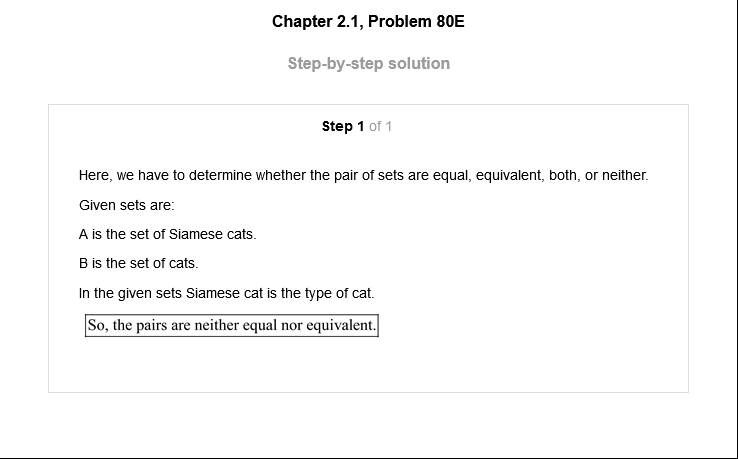 Chapter 2.1, Problem 80E
Step-by-step solution
Step 1 of 1
Here, we have to determine whether the pair of sets are equal, equivalent, both, or neither.
Given sets are:
A is the set of Siamese cats.
B is the set of cats.
In the given sets Siamese cat is the type of cat.
So, the pairs are neither equal nor equivalent.